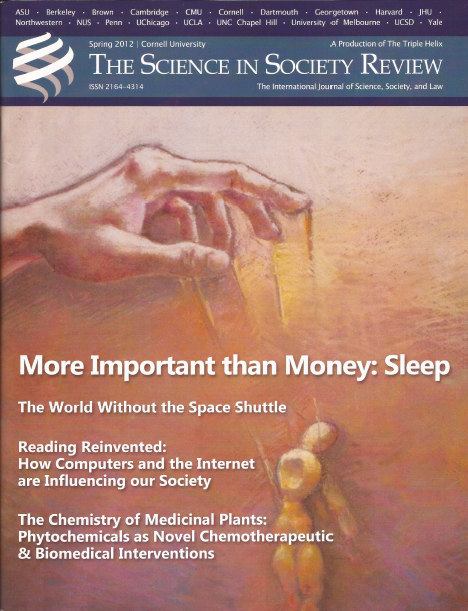 ASU · Berkeley · Brown · Cambridge · CMU · Cornell · Dartmouth · Georgetown · Harvard · JHU ·
Northwestern · NUS · Penn · UChicago · UCLA · UNC Chapel Hill · University of Melbourne · UCSD · Yale
Spring 2012 | Cornell University
A Production of The Triple Helix
THE SCIENCE IN SOCIETY REVIEW
ISSN 2164-4314
The International Journal of Science, Society, and Law
More Important than Money: Sleep
The World Without the Space Shuttle
Reading Reinvented:
How Computers and the Internet
are Influencing our Society
The Chemistry of Medicinal Plants:
Phytochemicals as Novel Chemotherapeutic
& Biomedical Interventions